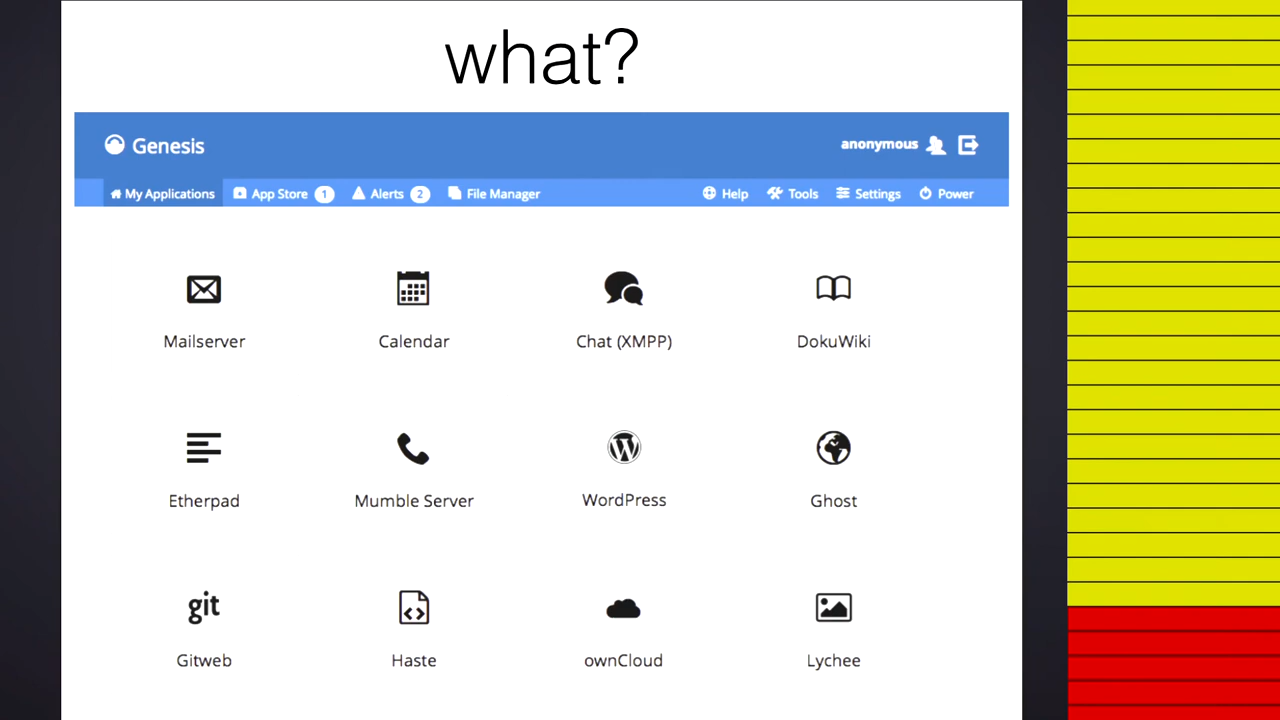 what?
Genesis
anonymous
My Applications App Store 1 Alerts 2 File Manager Help Tools Settings Power
Mailserver Calendar Chat (XMPP) DokuWiki
Etherpad Mumble Server WordPress Ghost
git
Gitweb Haste ownCloud Lychee